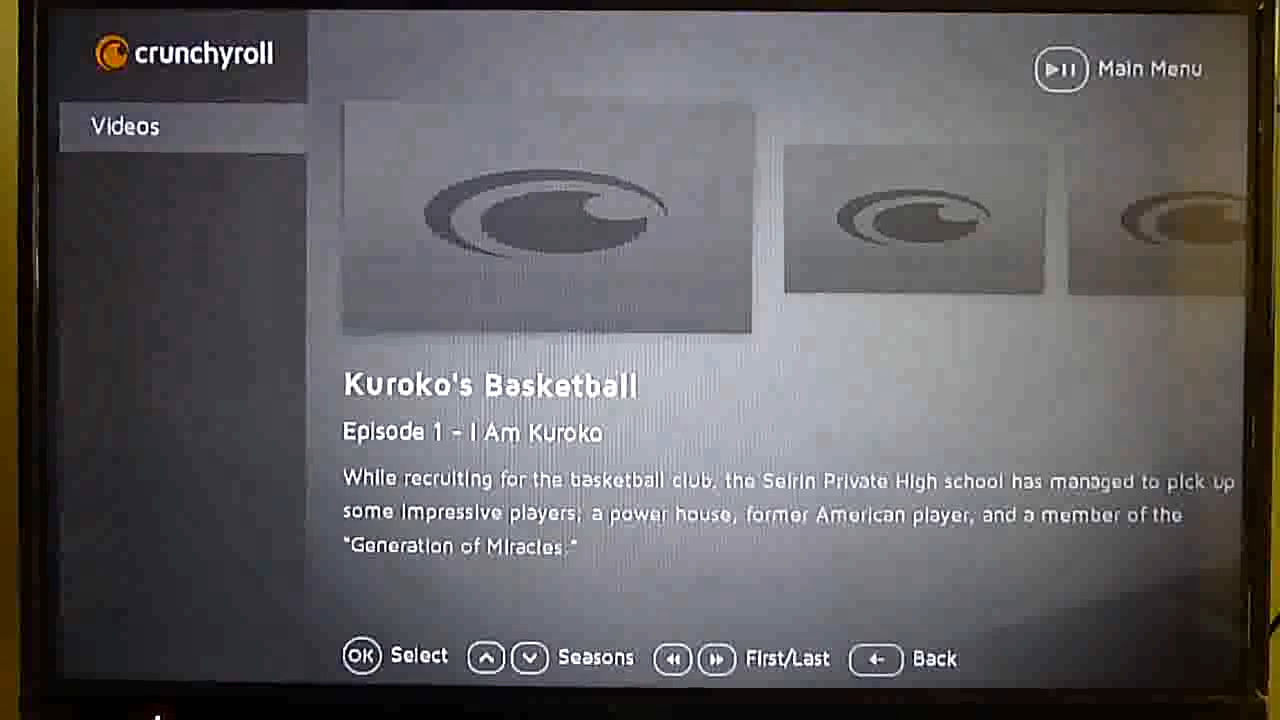 crunchyroll
Main Menu
Videos
Kuroko's Basketball
Episode 1 - I Am Kuroko
While recruiting for the basketball club, the Seirin Private High school has managed to pick up
some impressive players; a power house, former American player, and a member of the
"Generation of Miracles."
OK Select Seasons First/Last Back